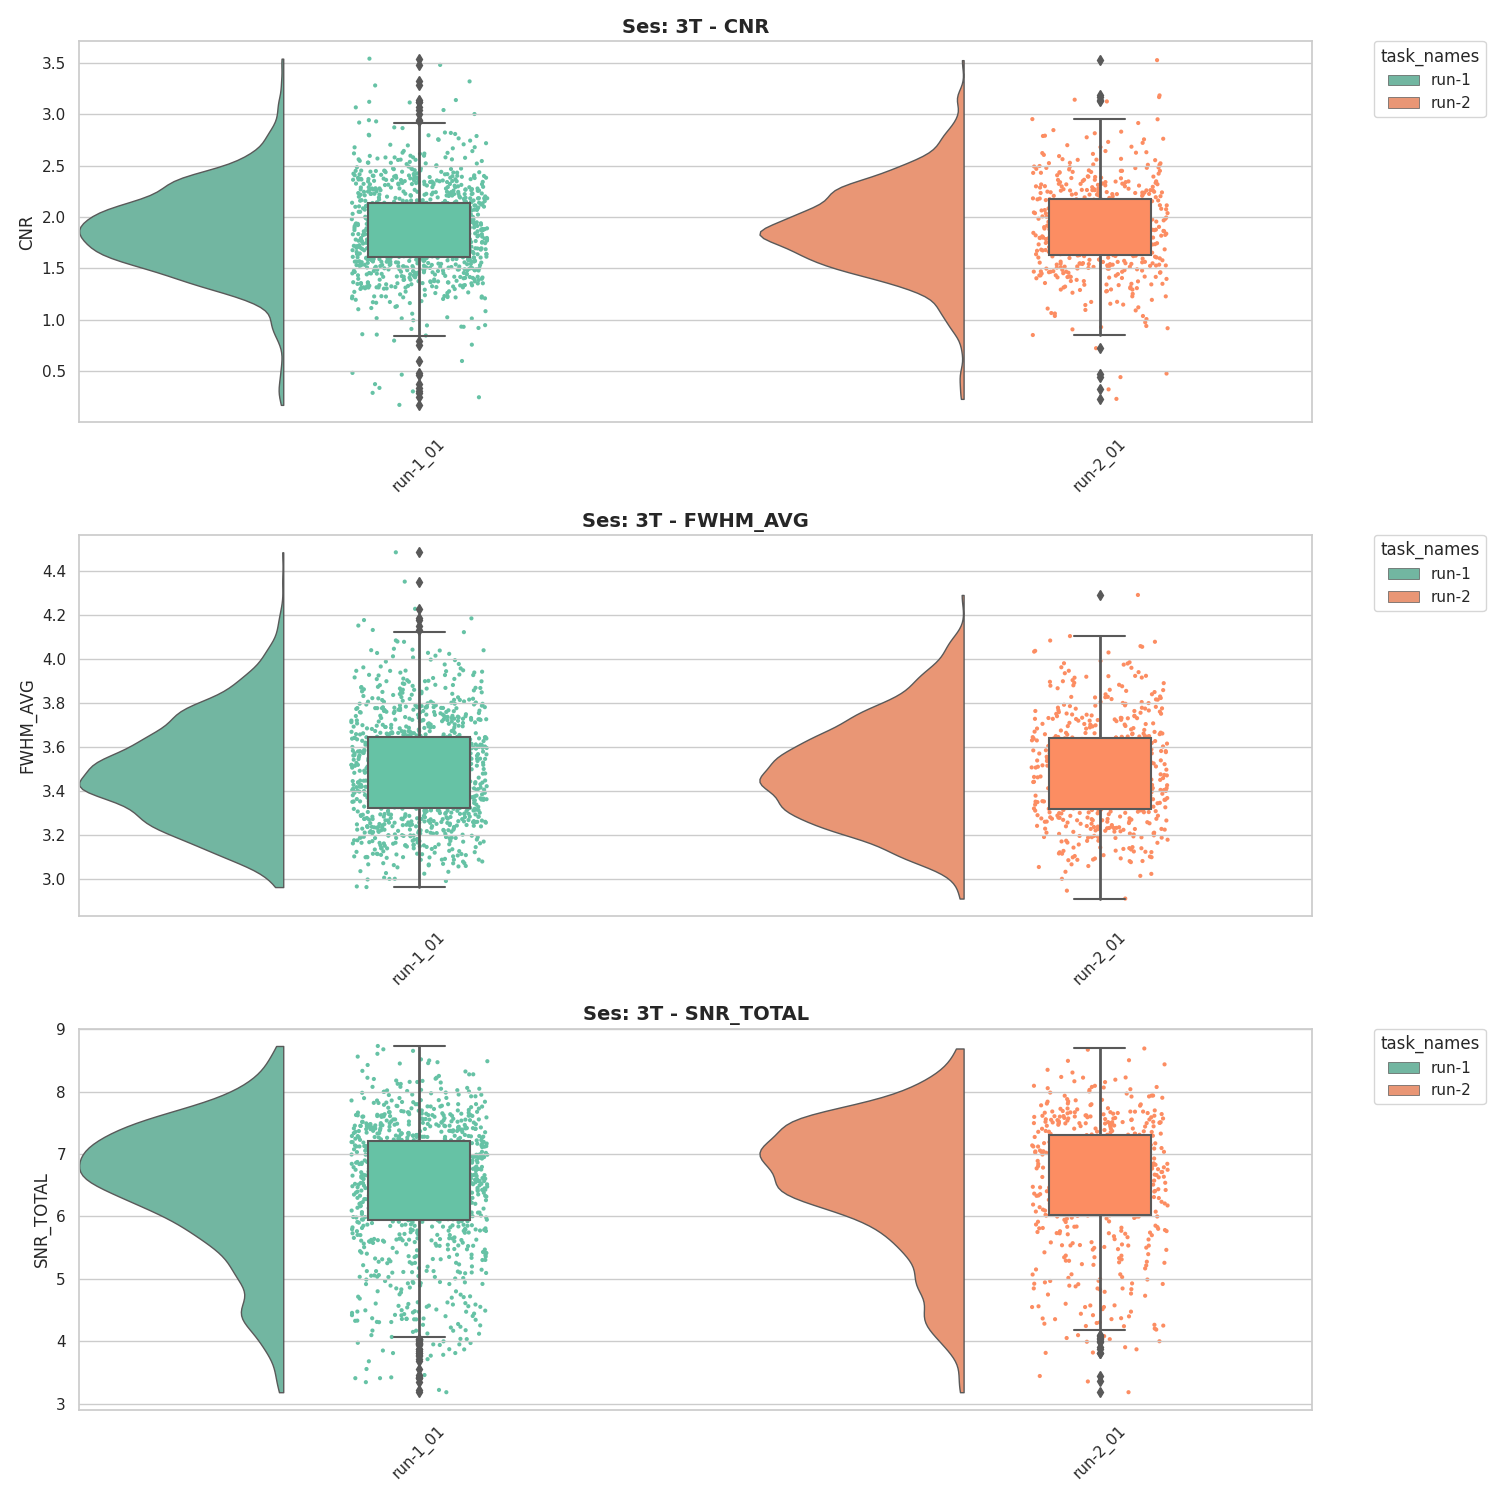 Ses: 3T - CNR
CNR
3.5
3.0
2.5
2.0
1.5
1.0
0.5
run-1_01
run-2_01
task_names
run-1
run-2
Ses: 3T - FWHM_AVG
FWHM_AVG
4.4
4.2
4.0
3.8
3.6
3.4
3.2
3.0
run-1_01
run-2_01
task_names
run-1
run-2
Ses: 3T - SNR_TOTAL
SNR_TOTAL
9
8
7
6
5
4
3
run-1_01
run-2_01
task_names
run-1
run-2